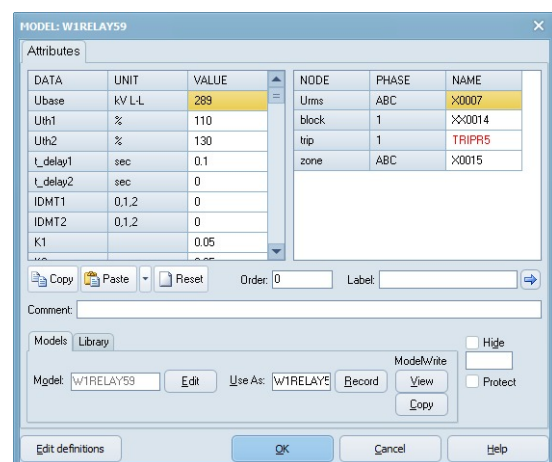 MODEL: W1RELAY59
Attributes
DATA UNIT VALUE NODE PHASE NAME
Ubase kV L-L 289 Urms ABC X0007
Uth1 % 110 block 1 XX0014
Uth2 % 130 trip 1 TRIPR5
t_delay1 sec 0.1 zone ABC X0015
t_delay2 sec 0
IDMT1 0,1,2 0
IDMT2 0,1,2 0
K1 0.05
Copy Paste Reset Order: 0 Label:
Comment:
Models Library Hide
ModelWrite
Model: W1RELAY59 Edit Use As: W1RELAY5 Record View Protect
Copy
Edit definitions OK Cancel Help